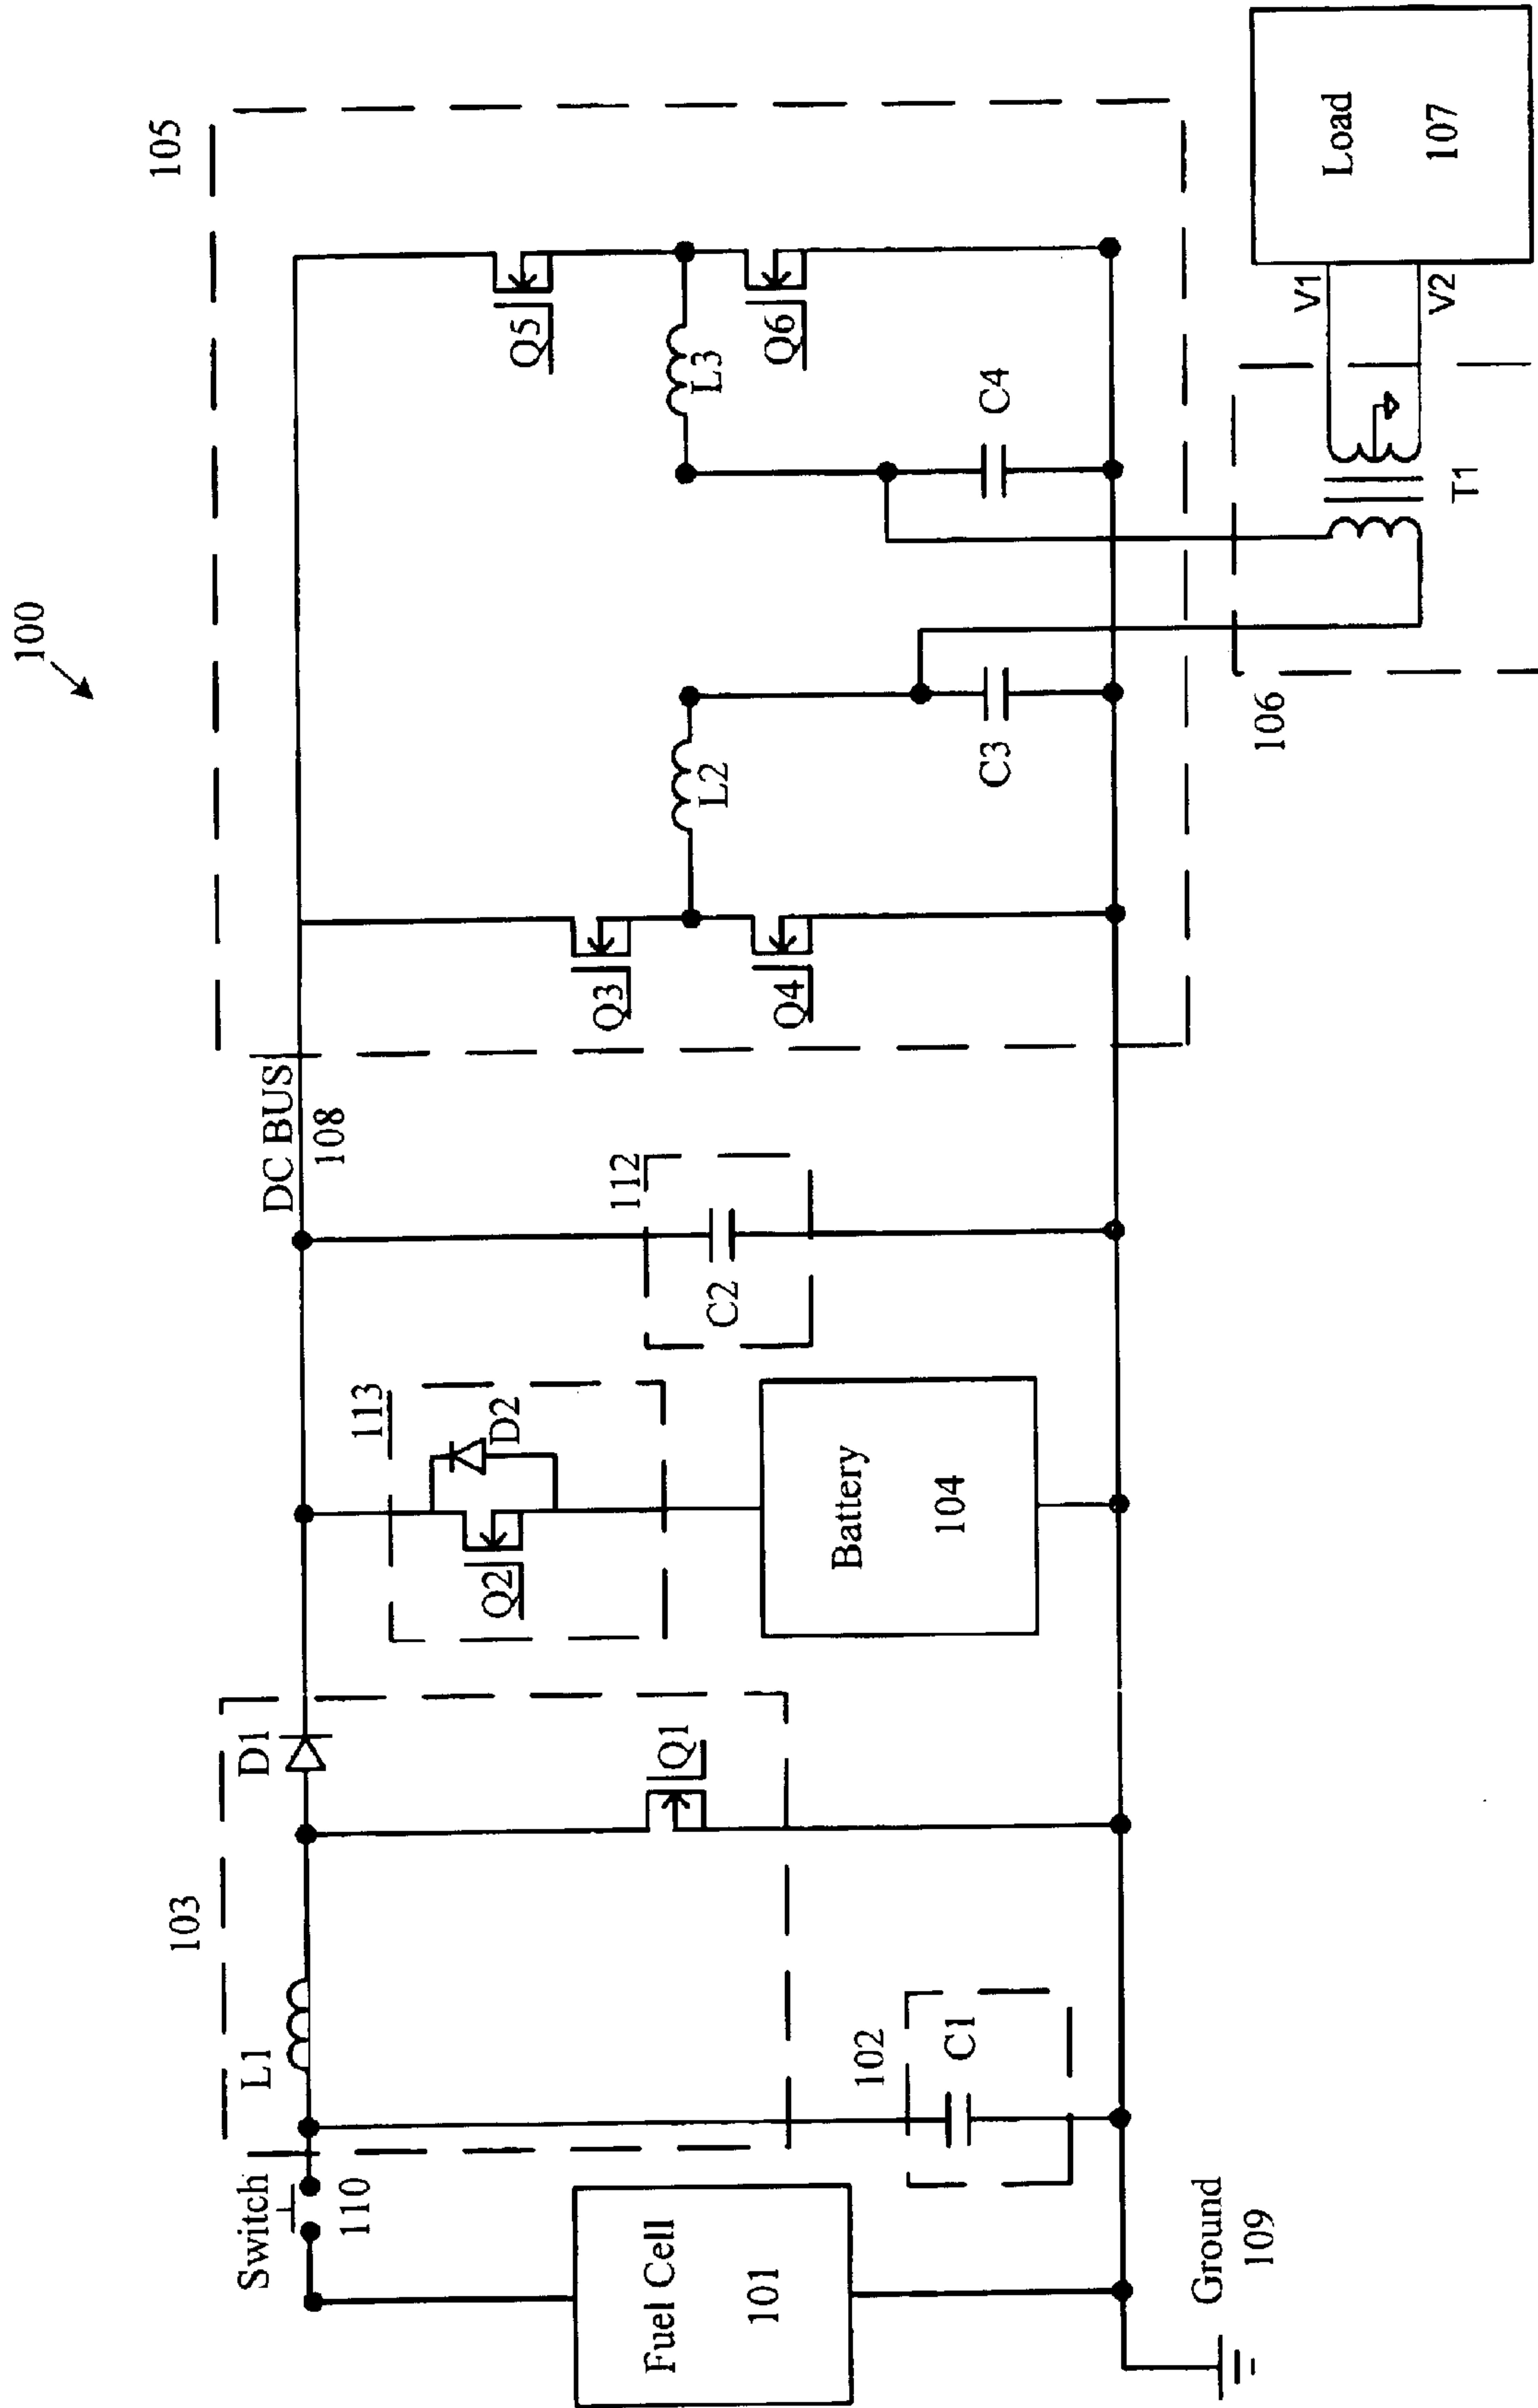 100
105
103
DC BUS
108
Switch
110
L1
D1
Q1
102
C1
Fuel Cell
101
Ground
109
113
Q2
D2
Battery
104
112
C2
Q3
Q4
L2
C3
Q5
Q6
L3
C4
106
T1
V1
V2
Load
107